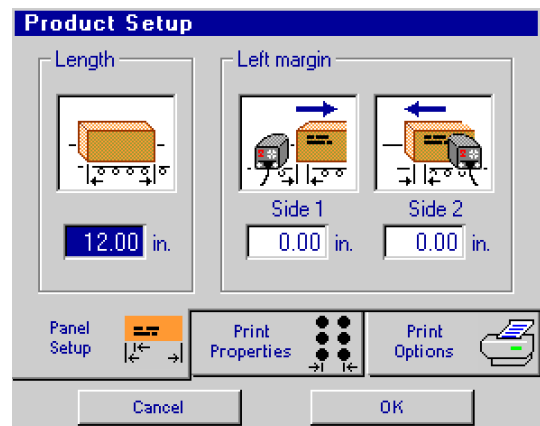 Product Setup
Length
Left margin
Side 1
Side 2
12.00 in.
0.00 in.
0.00 in.
Panel Setup
Print Properties
Print Options
Cancel
OK